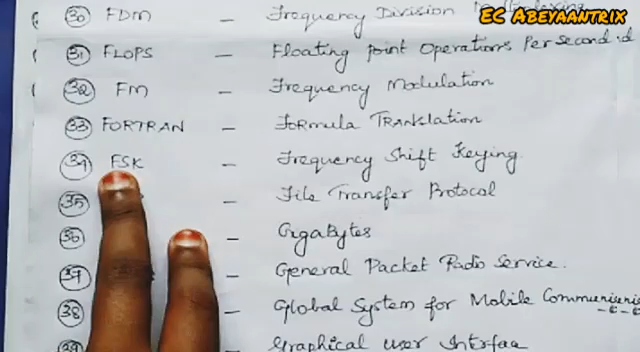 EC ABEYAANTRIX
30 FDM - Frequency Division
31 FLOPS - Floating point Operations Per second
32 FM - Frequency Modulation
33 FORTRAN - FORmula TRANslation
34 FSK - Frequency Shift Keying
35 - File Transfer Protocol
36 - GigaBytes
37 - General Packet Radio Service.
38 - Global System for Mobile
39 - Graphical user Interface